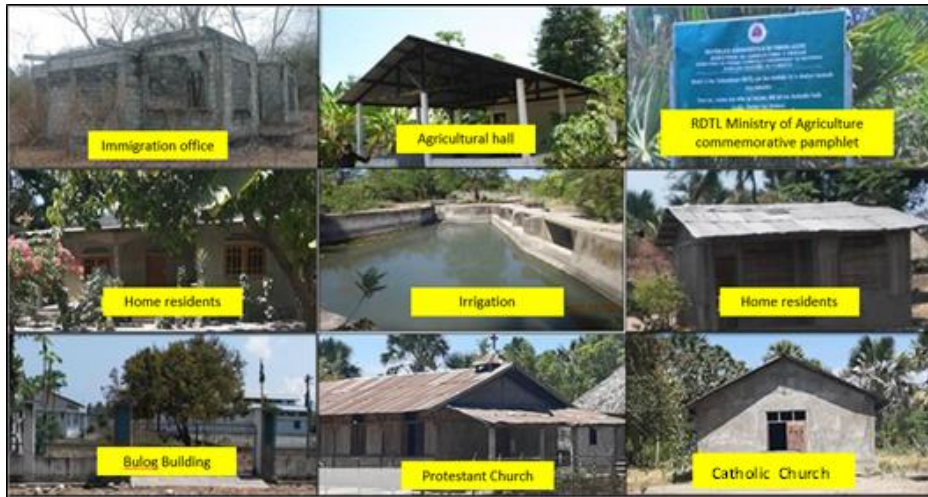 Immigration office
Agricultural hall
RDTL Ministry of Agriculture
commemorative pamphlet
Home residents
Irrigation
Home residents
Bulog Building
Protestant Church
Catholic Church